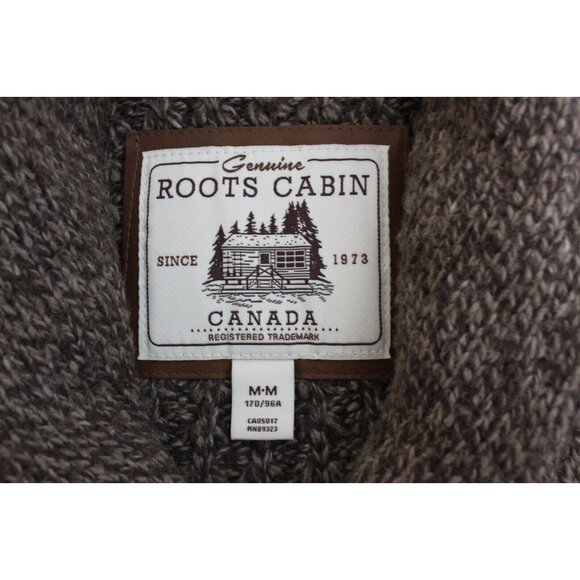 Genuine
ROOTS CABIN
SINCE 1973
CANADA
REGISTERED TRADEMARK
M·M
170/96A
CA05017
RN89323